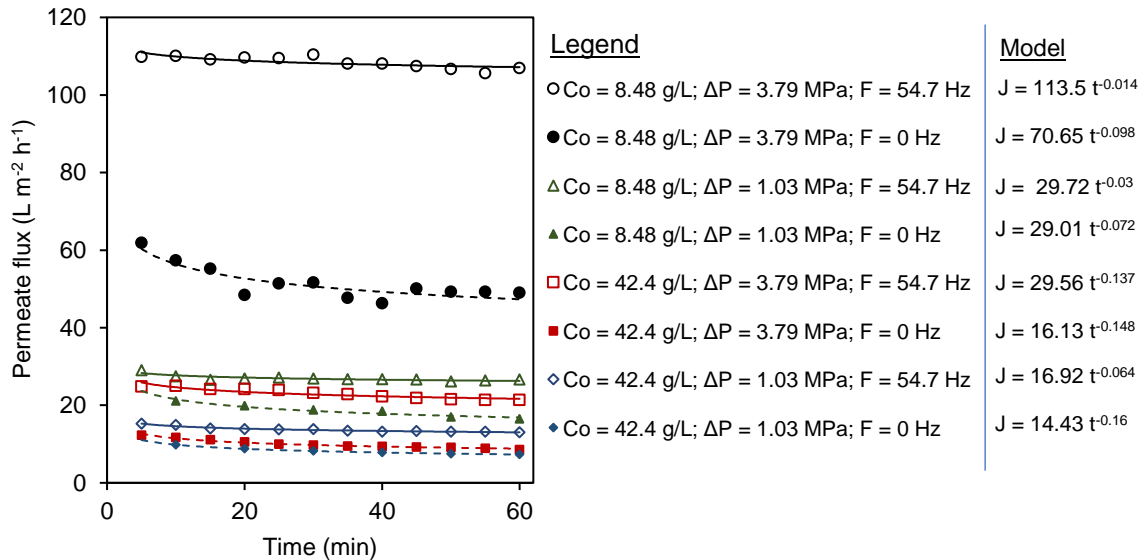 120
100
80
60
40
20
0
0
20
40
60
Permeate flux (L m⁻² h⁻¹)
Time (min)
Legend
Model
Co = 8.48 g/L; ΔP = 3.79 MPa; F = 54.7 Hz
J = 113.5 t⁻⁰·⁰¹⁴
Co = 8.48 g/L; ΔP = 3.79 MPa; F = 0 Hz
J = 70.65 t⁻⁰·⁰⁹⁸
Co = 8.48 g/L; ΔP = 1.03 MPa; F = 54.7 Hz
J = 29.72 t⁻⁰·⁰³
Co = 8.48 g/L; ΔP = 1.03 MPa; F = 0 Hz
J = 29.01 t⁻⁰·⁰⁷²
Co = 42.4 g/L; ΔP = 3.79 MPa; F = 54.7 Hz
J = 29.56 t⁻⁰·¹³⁷
Co = 42.4 g/L; ΔP = 3.79 MPa; F = 0 Hz
J = 16.13 t⁻⁰·¹⁴⁸
Co = 42.4 g/L; ΔP = 1.03 MPa; F = 54.7 Hz
J = 16.92 t⁻⁰·⁰⁶⁴
Co = 42.4 g/L; ΔP = 1.03 MPa; F = 0 Hz
J = 14.43 t⁻⁰·¹⁶